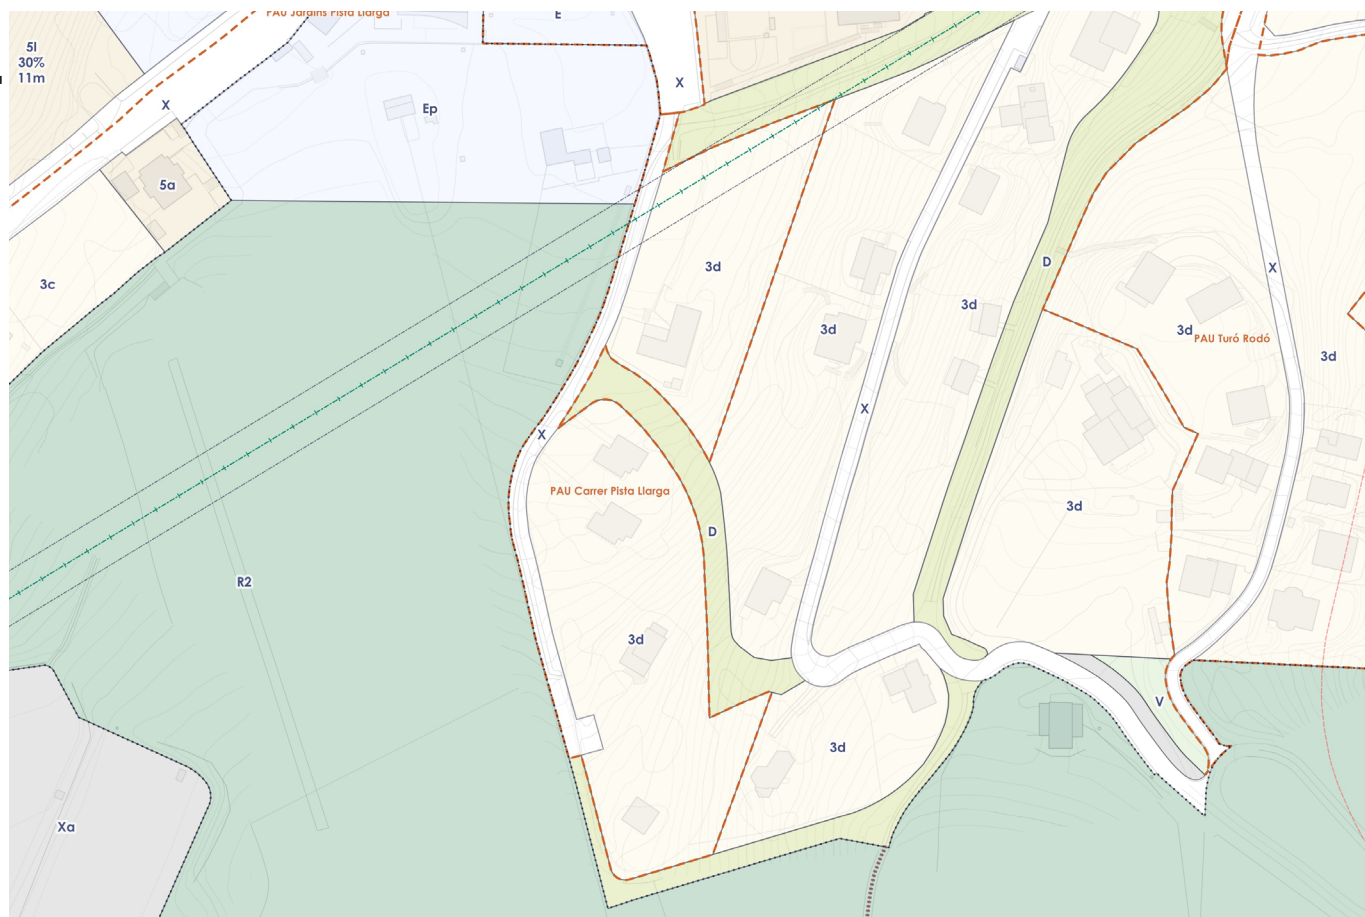 PAU Jardins Pista Llarga
E
5l
30%
11m
X
X
Ep
5a
3c
3d
D
X
3d
3d
3d
PAU Turó Rodó
3d
X
X
PAU Carrer Pista Llarga
3d
D
R2
3d
V
3d
Xa